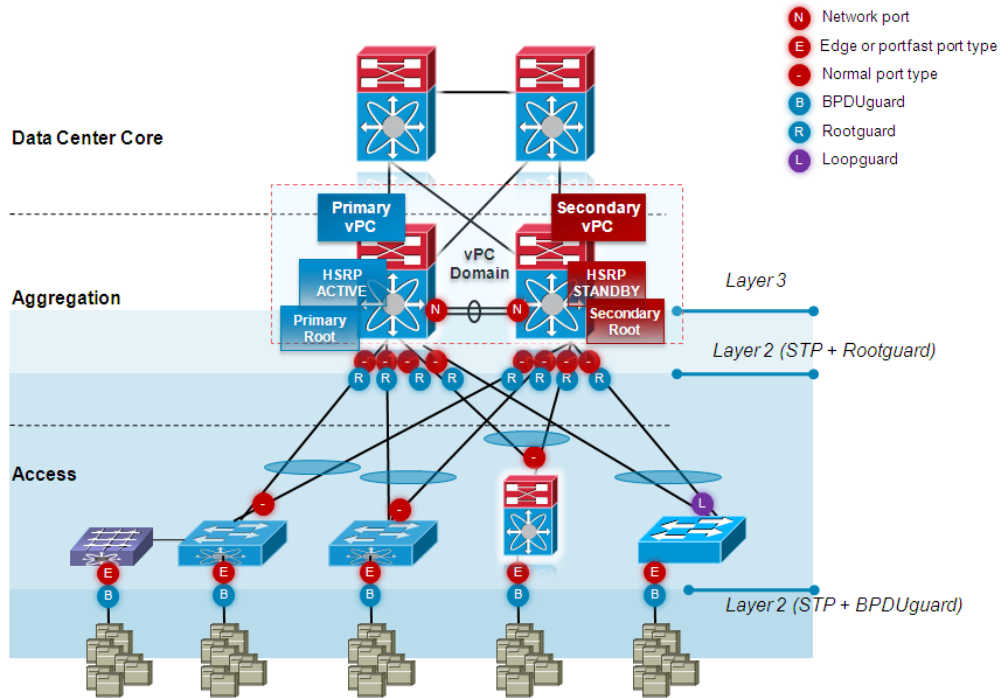 N Network port
E Edge or portfast port type
- Normal port type
B BPDUguard
R Rootguard
L Loopguard
Data Center Core
Primary
vPC
Secondary
vPC
vPC
Domain
HSRP
ACTIVE
HSRP
STANDBY
Layer 3
Aggregation
N N
Primary
Root
Secondary
Root
Layer 2 (STP + Rootguard)
- - - - - - - -
R R R R R R R R
Access
-
- - L
E E E E E
B B B B B
Layer 2 (STP + BPDUguard)